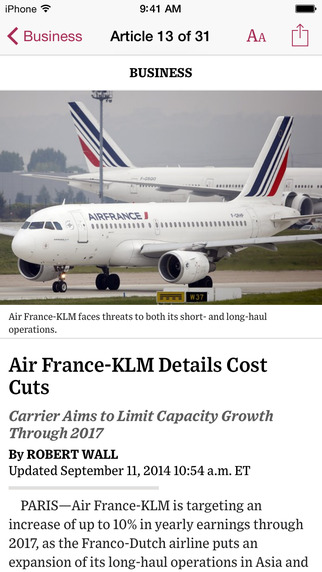 iPhone 9:41 AM
Business Article 13 of 31 AA
BUSINESS
AIRFRANCE
W37
Air France-KLM faces threats to both its short- and long-haul
operations.
Air France-KLM Details Cost
Cuts
Carrier Aims to Limit Capacity Growth
Through 2017
By ROBERT WALL
Updated September 11, 2014 10:54 a.m. ET
PARIS—Air France-KLM is targeting an
increase of up to 10% in yearly earnings through
2017, as the Franco-Dutch airline puts an
expansion of its long-haul operations in Asia and